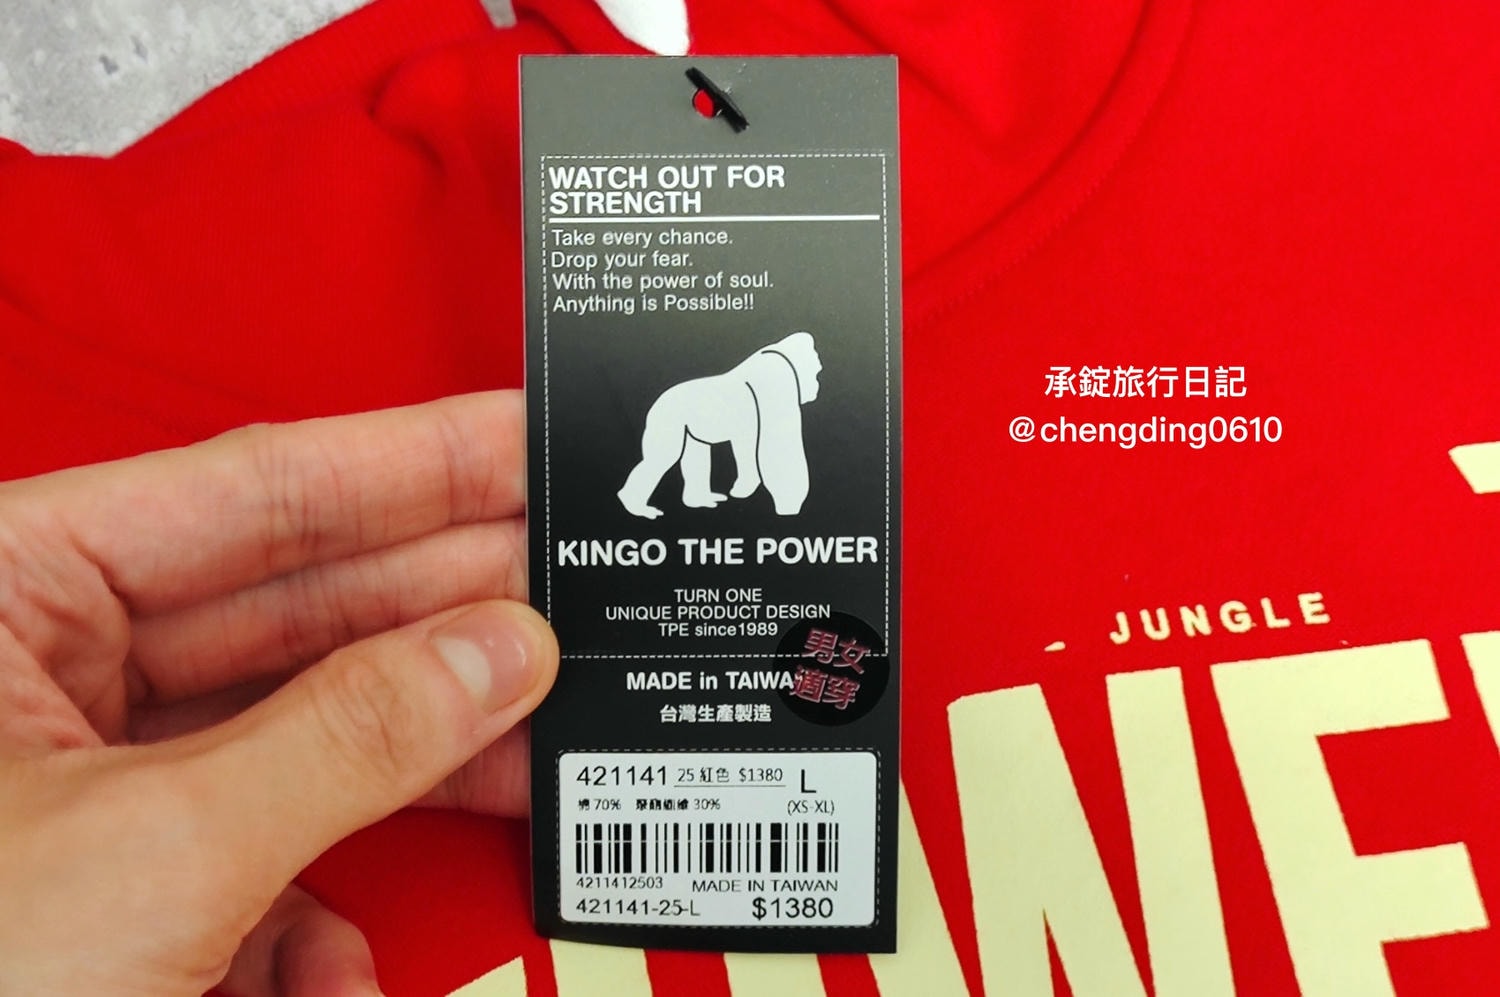 WATCH OUT FOR
STRENGTH
Take every chance.
Drop your fear.
With the power of soul.
Anything is Possible!!
KINGO THE POWER
TURN ONE
UNIQUE PRODUCT DESIGN
TPE since1989
男女
適穿
MADE in TAIWA
台灣生產製造
421141 25 紅色 $1380 L
棉 70% 聚酯纖維 30% (XS-XL)
4211412503 MADE IN TAIWAN
421141-25-L $1380
承錠旅行日記
@chengding0610
JUNGLE